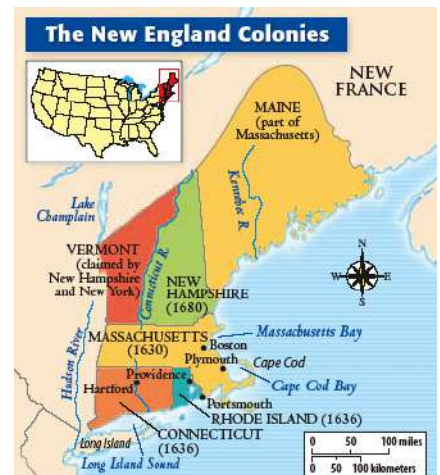 The New England Colonies
NEW
FRANCE
MAINE
(part of
Massachusetts)
Kennebec R.
Lake
Champlain
VERMONT
(claimed by
New Hampshire
and New York)
Connecticut R.
NEW
HAMPSHIRE
(1680)
N
W
E
S
Hudson River
MASSACHUSETTS
(1630)
Massachusetts Bay
Boston
Plymouth
Cape Cod
Providence
Hartford
Cape Cod Bay
Portsmouth
RHODE ISLAND (1636)
CONNECTICUT
(1636)
Long Island
Long Island Sound
0 50 100 miles
0 50 100 kilometers